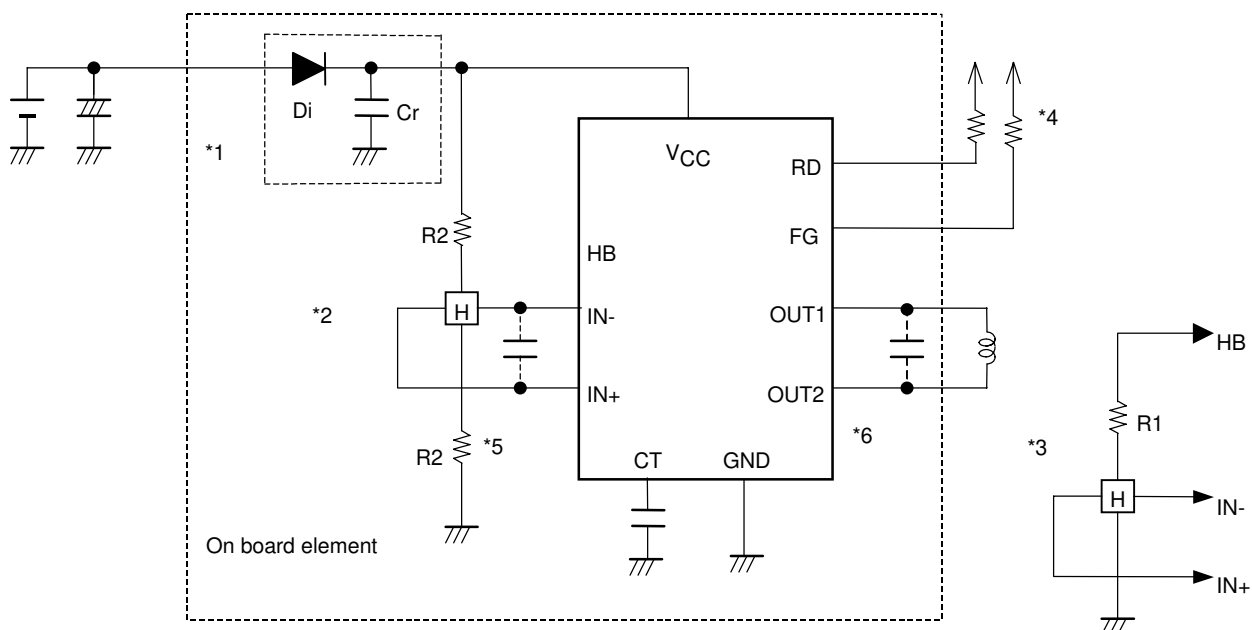 Di
Cr
*1
*4
VCC
RD
R2
FG
HB
*2
H
IN-
OUT1
HB
IN+
OUT2
R1
R2
*5
*6
*3
CT
GND
H
IN-
On board element
IN+